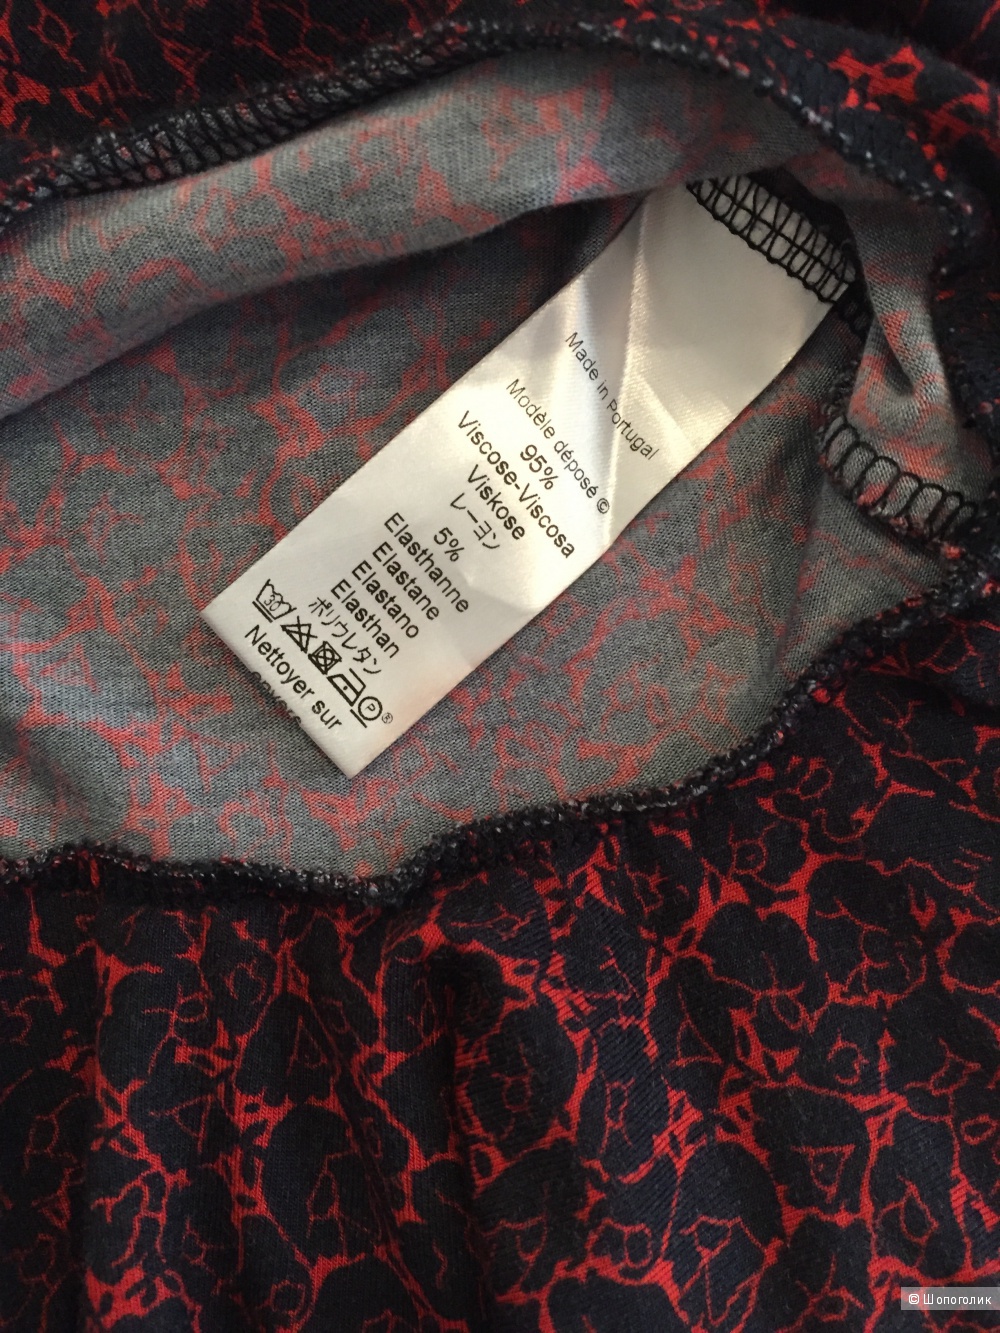 Made in Portugal
Modèle déposé ©
95%
Viscose-Viscosa
Viskose
レーヨン
5%
Elasthanne
Elastane
Elastano
Elasthan
ポリウレタン
30 P ®
Nettoyer sur
© Шопоголик